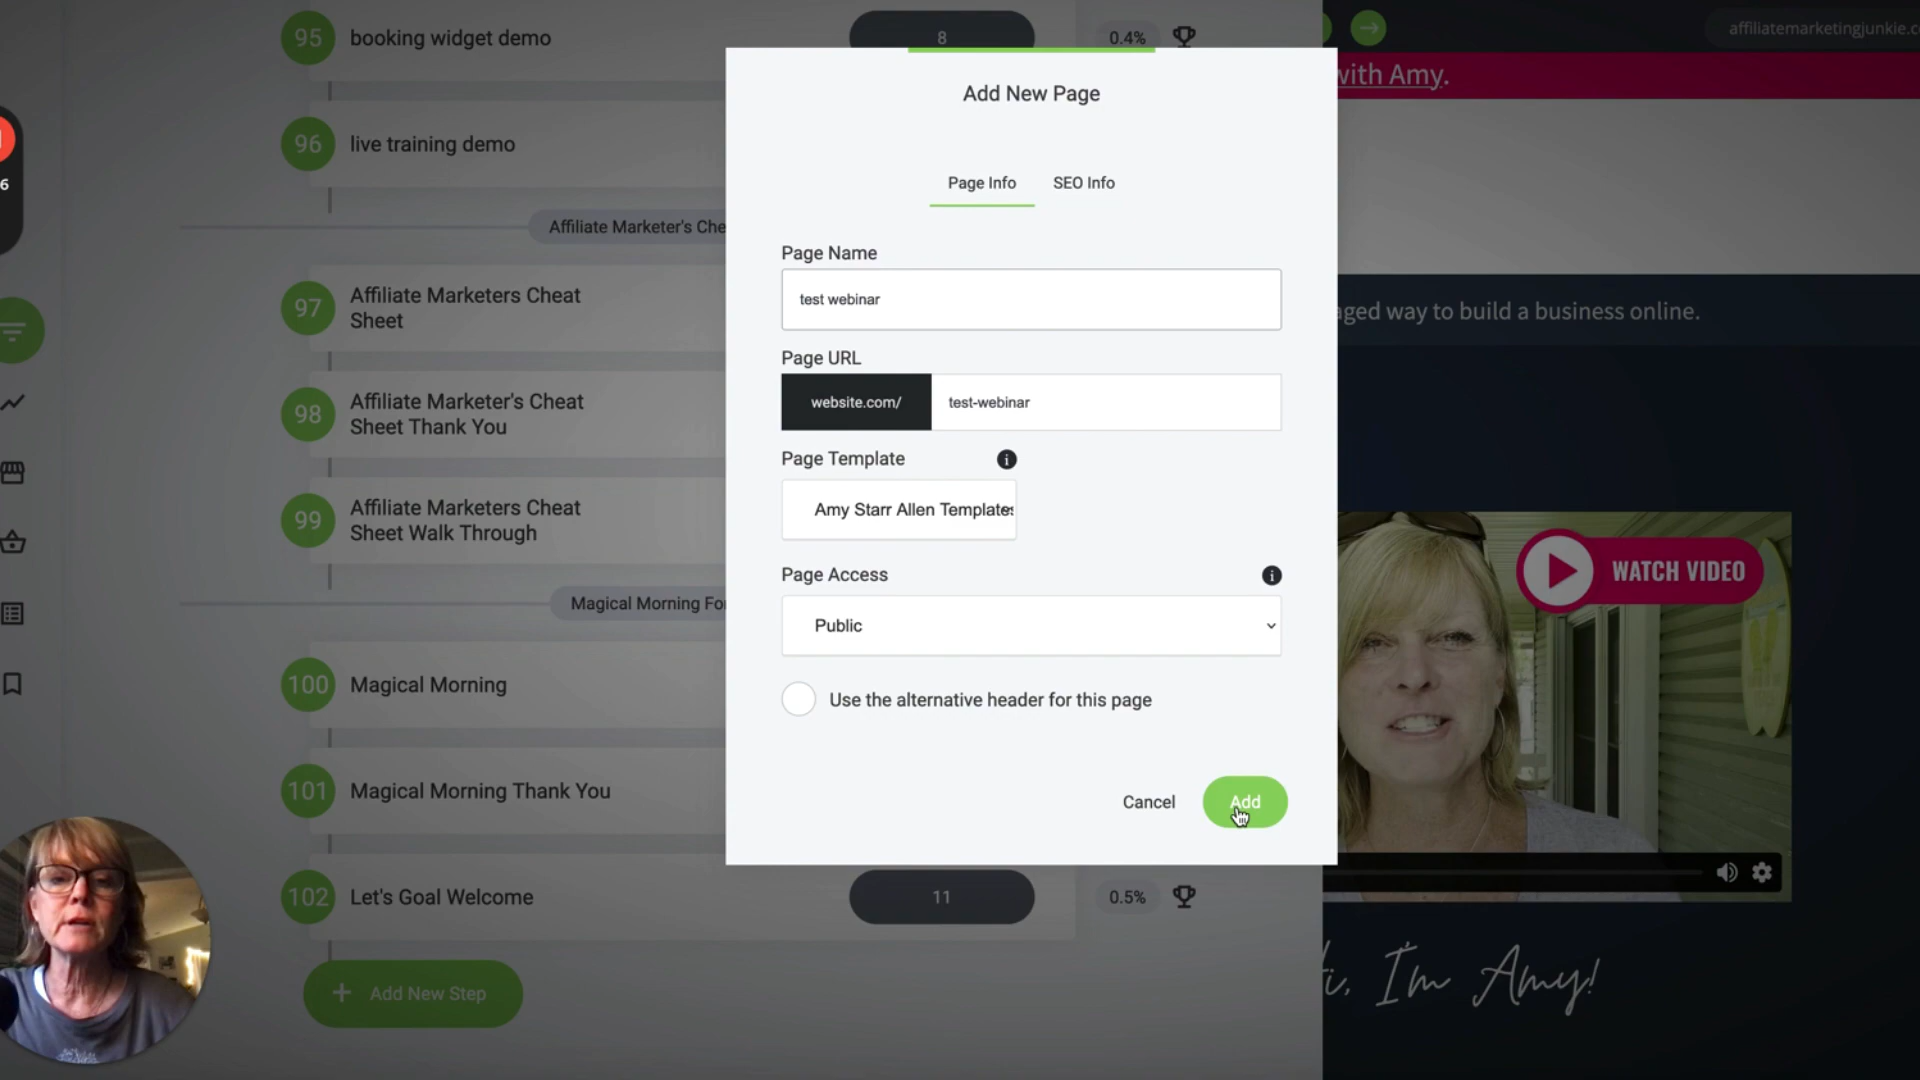 95 booking widget demo 8 0.4%
96 live training demo
Affiliate Marketer's Che
97 Affiliate Marketers Cheat
Sheet
98 Affiliate Marketer's Cheat
Sheet Thank You
99 Affiliate Marketers Cheat
Sheet Walk Through
Magical Morning Fo
100 Magical Morning
101 Magical Morning Thank You
102 Let's Goal Welcome 11 0.5%
+ Add New Step
6
Add New Page
Page Info SEO Info
Page Name
test webinar
Page URL
website.com/ test-webinar
Page Template
Amy Starr Allen Template
Page Access
Public
Use the alternative header for this page
Cancel Add
affiliatemarketingjunkie.c
with Amy.
aged way to build a business online.
WATCH VIDEO
I'm Amy!